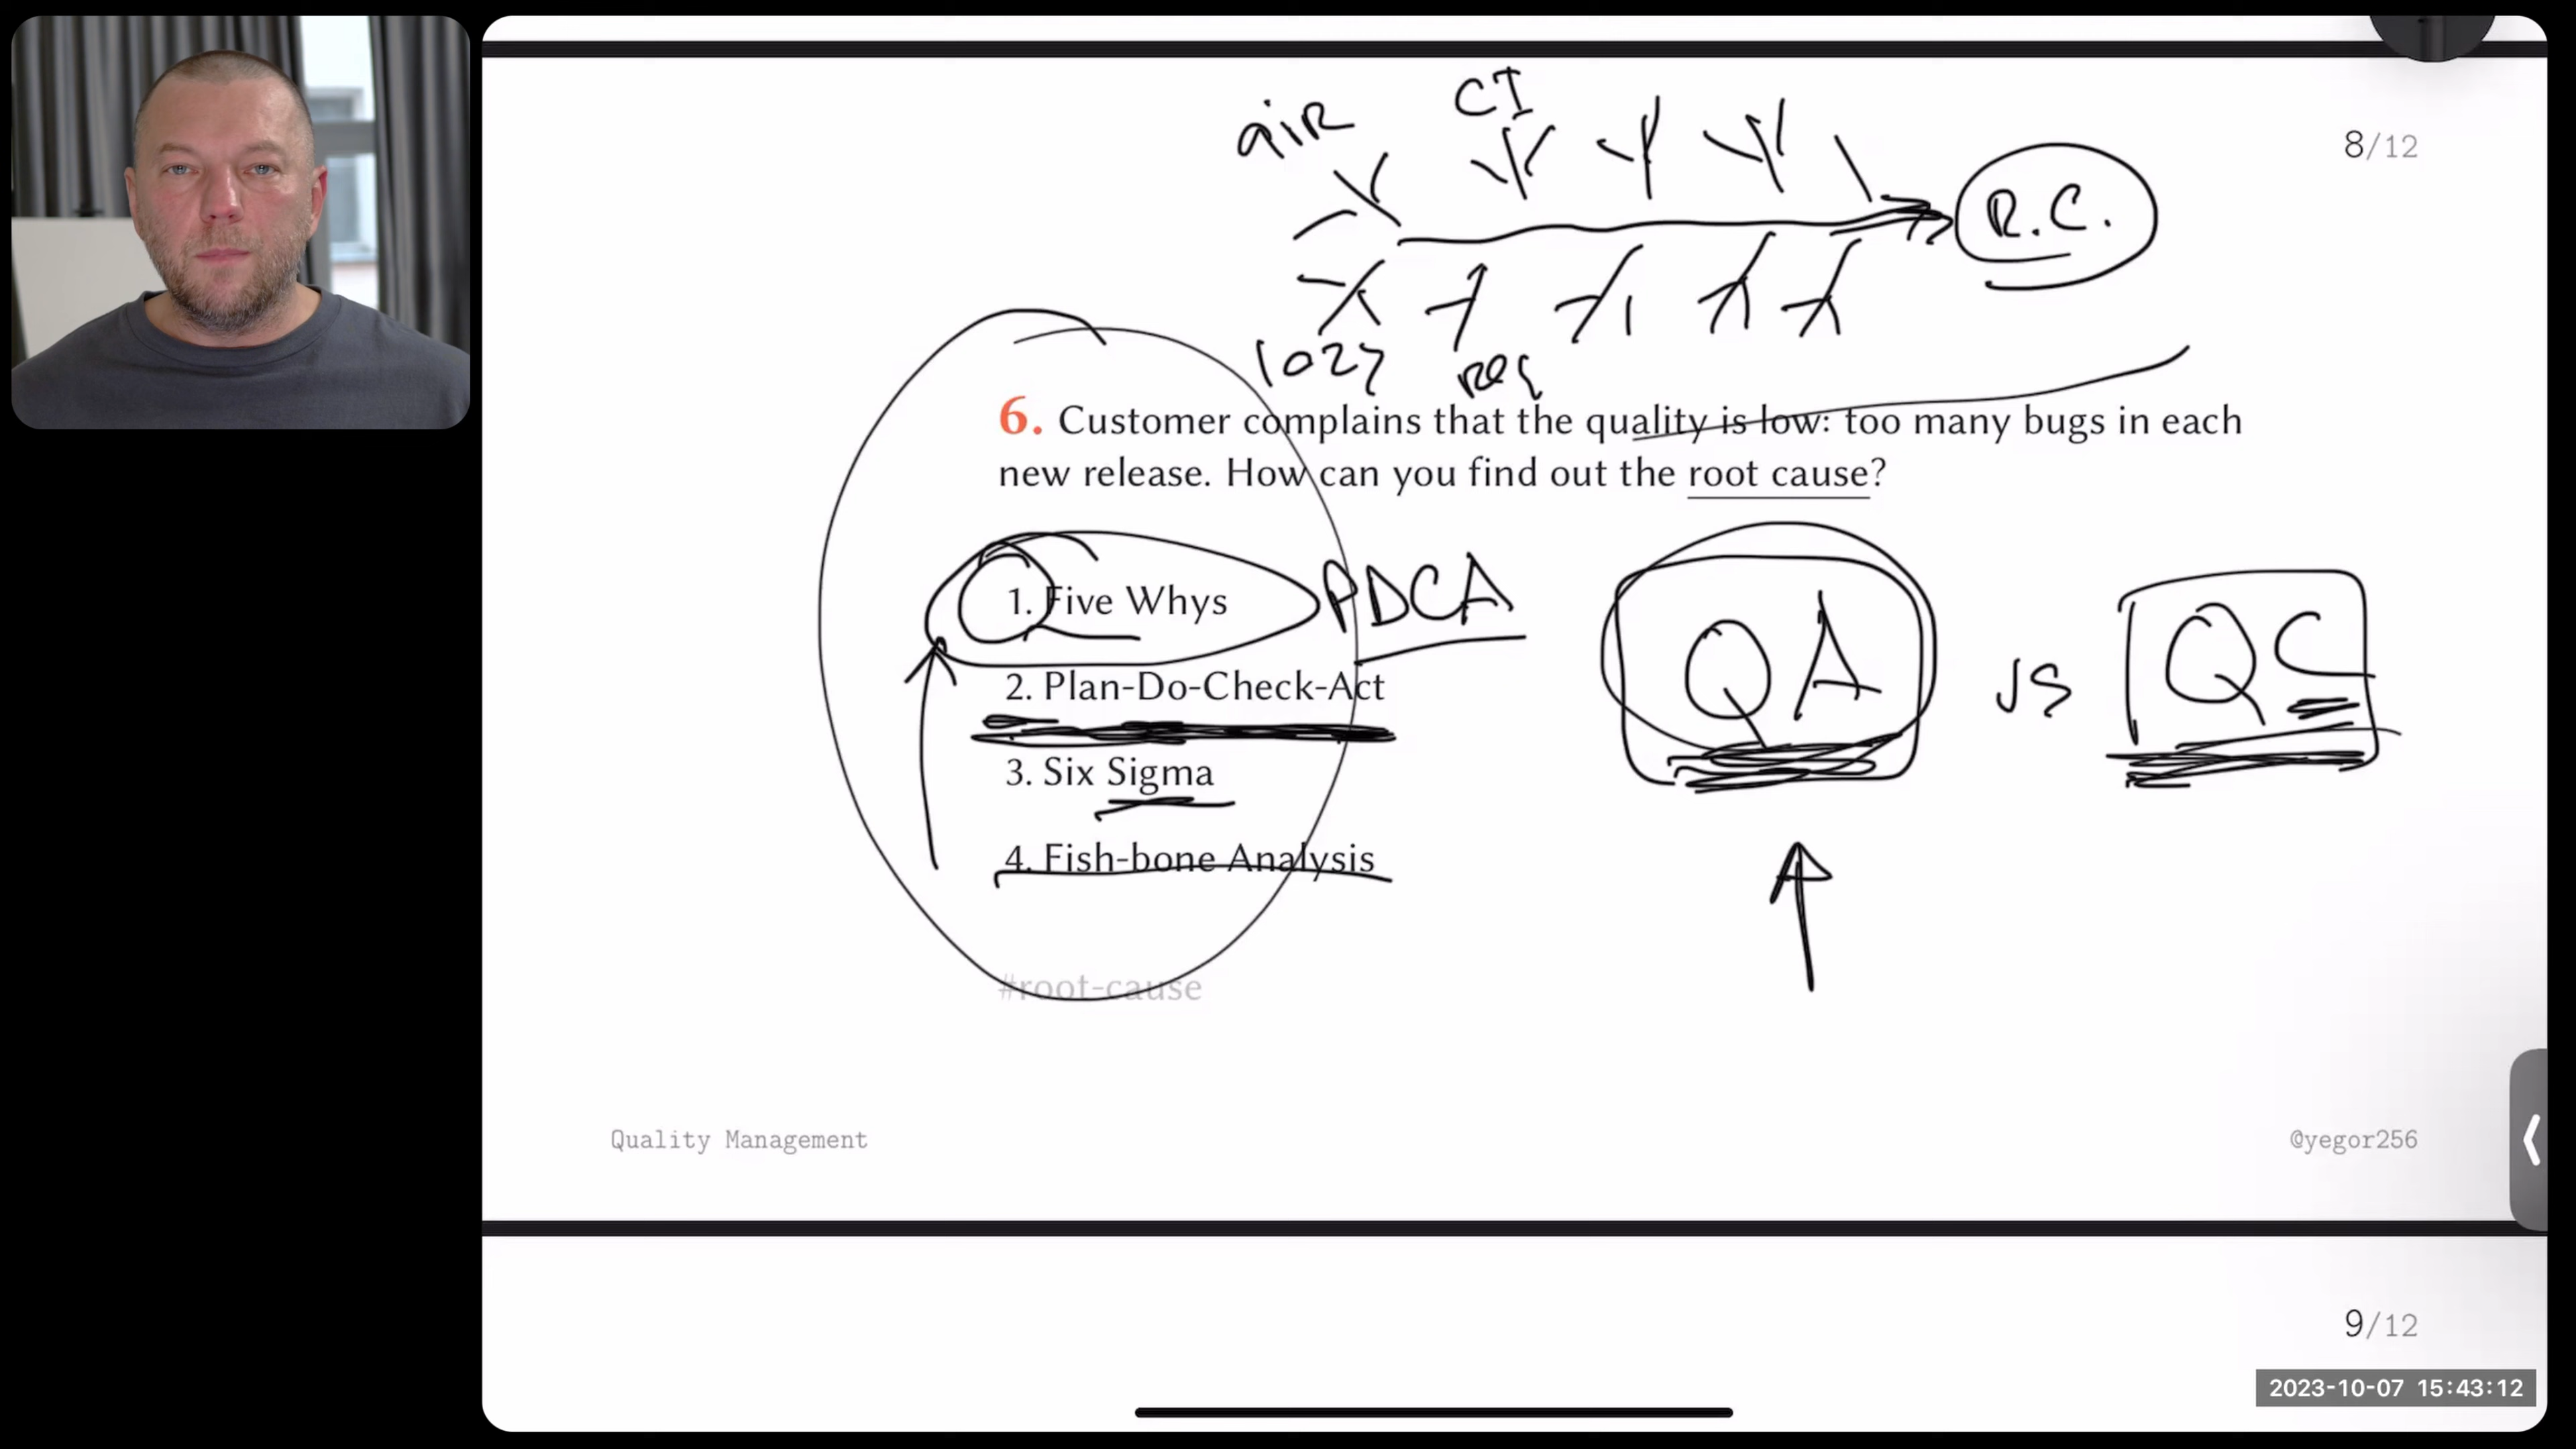 air
CI
8/12
R.C.
lazy
req
6. Customer complains that the quality is low: too many bugs in each
new release. How can you find out the root cause?
1. Five Whys
PDCA
QA
vs
QC
2. Plan-Do-Check-Act
3. Six Sigma
4. Fish-bone Analysis
#root-cause
Quality Management
@yegor256
9/12
2023-10-07 15:43:12